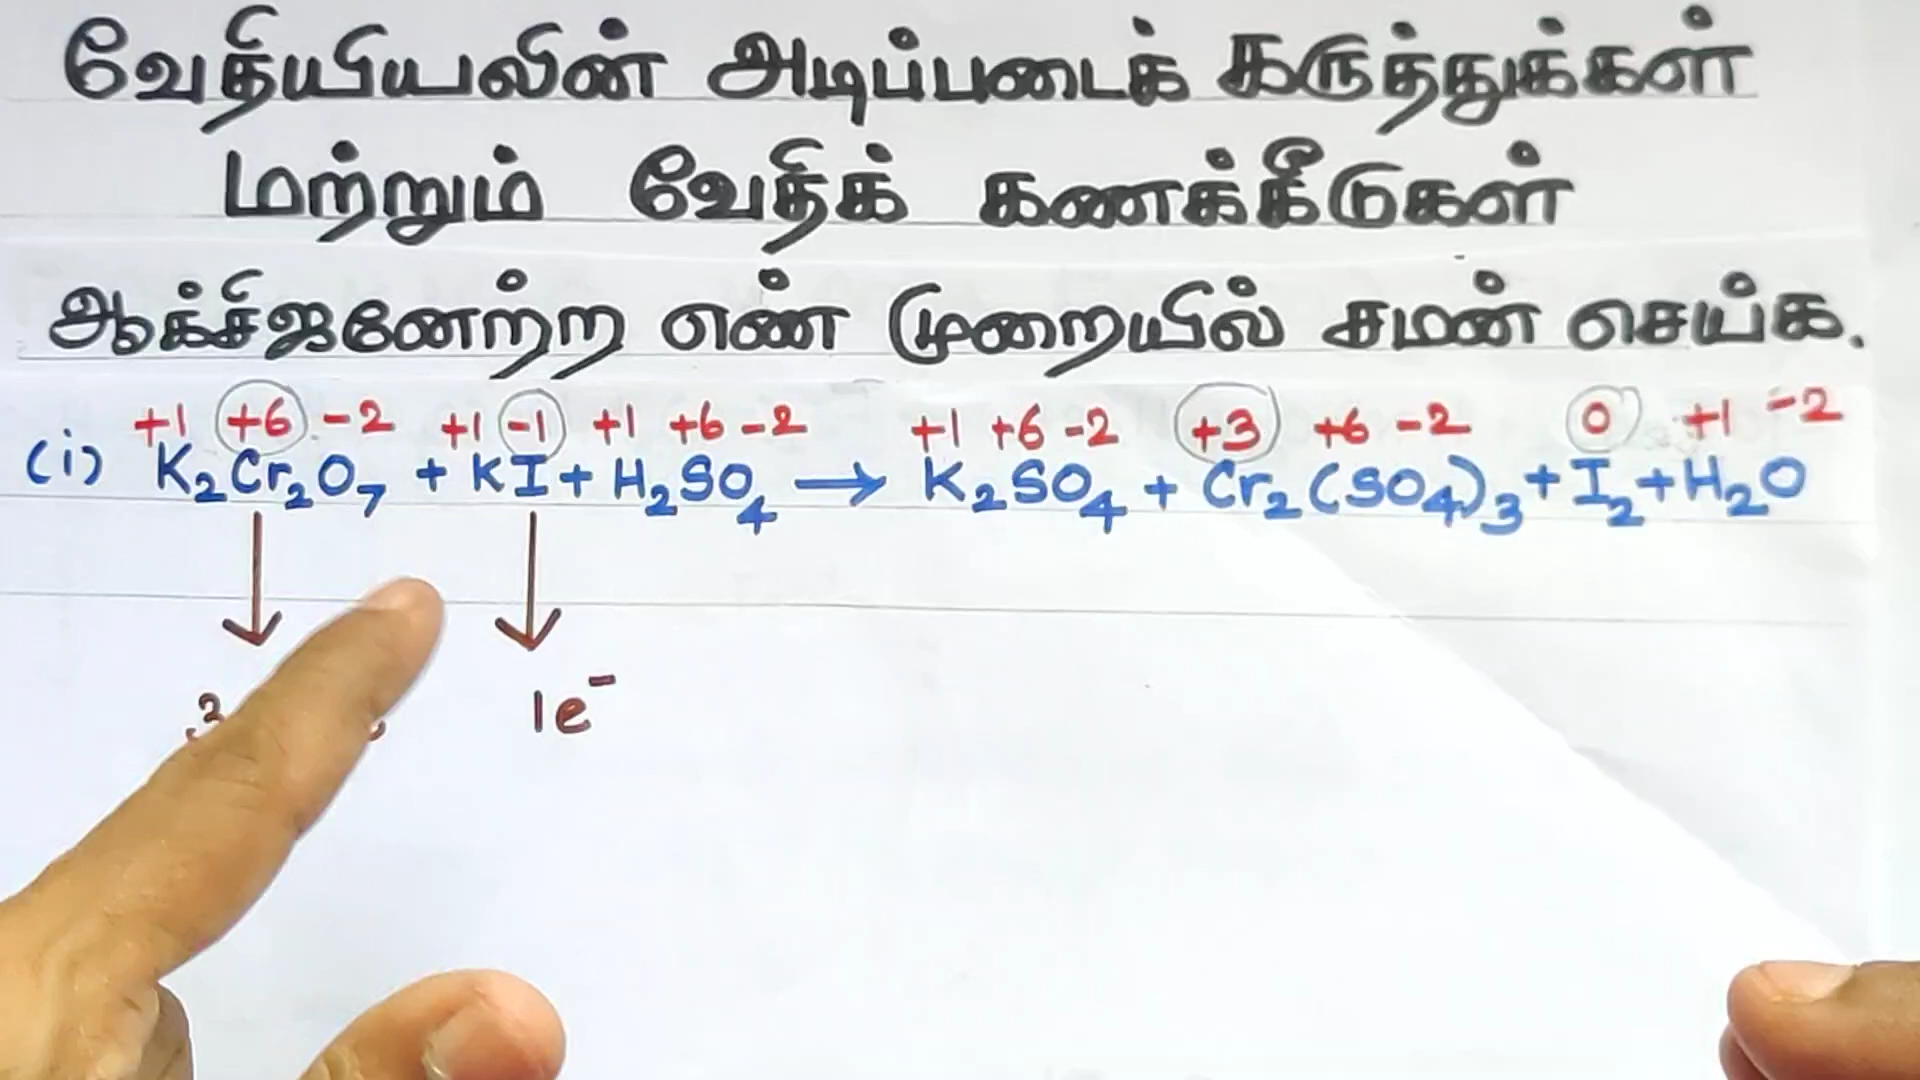 வேதியியலின் அடிப்படைக் கருத்துக்கள்
மற்றும் வேதிக் கணக்கீடுகள்
ஆக்சிஜனேற்ற எண் முறையில் சமன் செய்க.
+1 +6 -2 +1 -1 +1 +6 -2 +1 +6 -2 +3 +6 -2 0 +1 -2
(i) K₂Cr₂O₇ + KI + H₂SO₄ → K₂SO₄ + Cr₂(SO₄)₃ + I₂ + H₂O
3 1e⁻